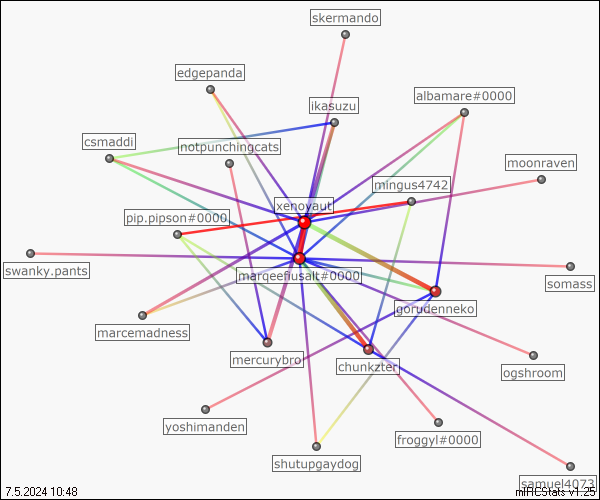 skermando
edgepanda
albamare#0000
ikasuzu
csmaddi
notpunchingcats
moonraven
mingus4742
xenoyaut
pip.pipson#0000
swanky.pants
marqeefiusalt#0000
somass
gorudenneko
marcemadness
mercurybro
chunkzter
ogshroom
yoshimanden
froggyl#0000
shutupgaydog
samuel4073
7.5.2024 10:48
mIRCStats v1.25